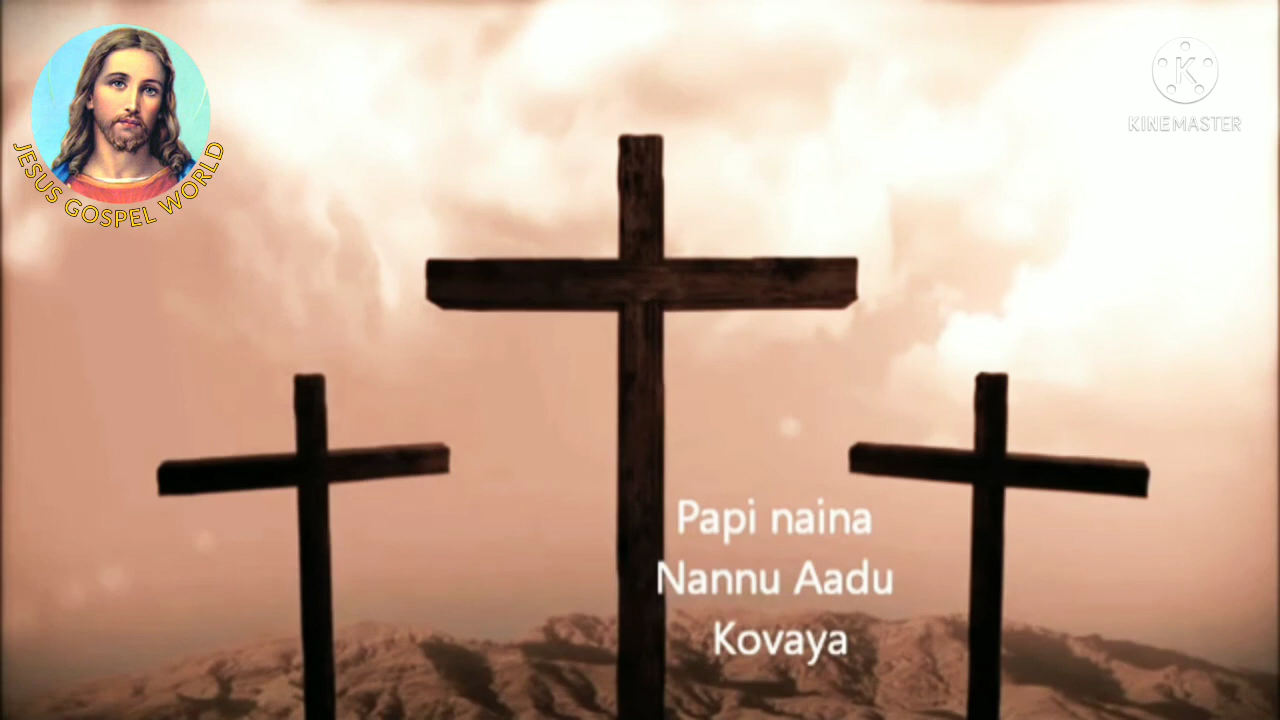 JESUS GOSPEL WORLD
K
KINEMASTER
Papi naina
Nannu Aadu
Kovaya